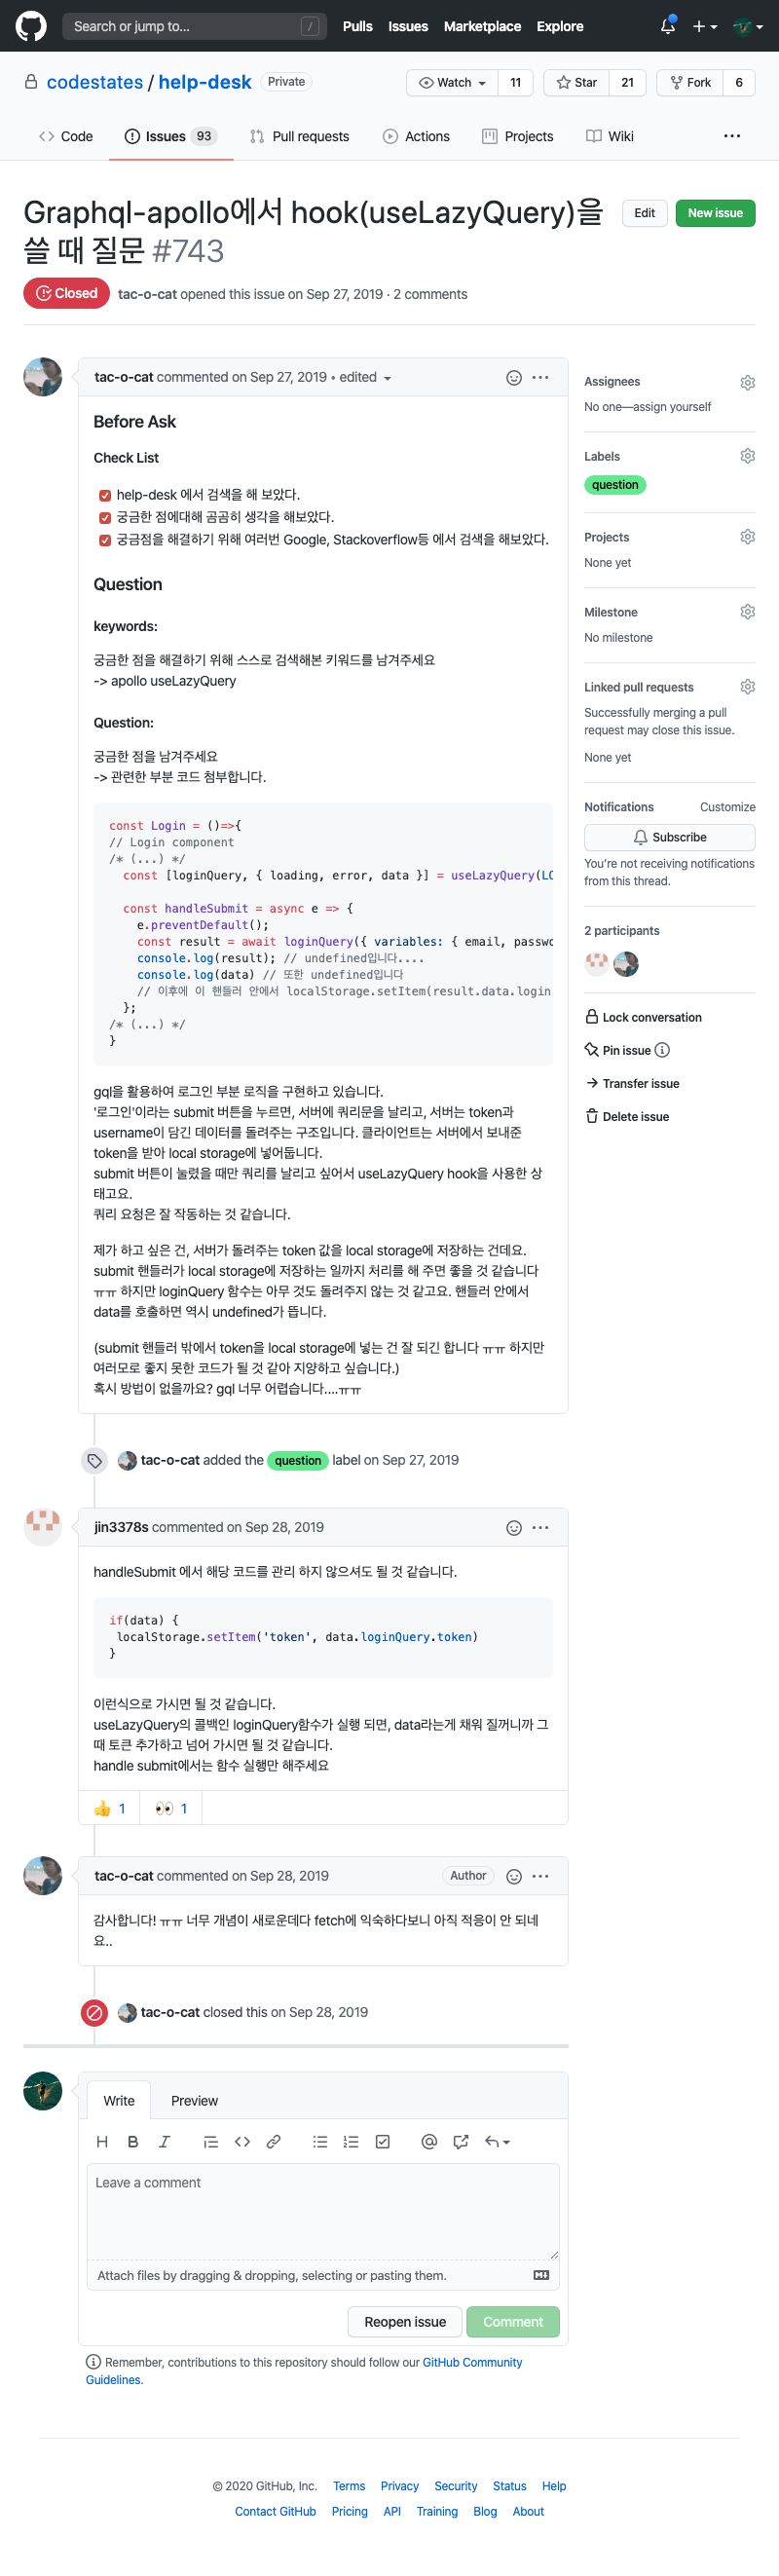 Search or jump to...
/
Pulls Issues Marketplace Explore
codestates / help-desk Private
Watch 11 Star 21 Fork 6
Code Issues 93 Pull requests Actions Projects Wiki
Graphql-apollo에서 hook(useLazyQuery)을
쓸 때 질문 #743
Edit New issue
Closed tac-o-cat opened this issue on Sep 27, 2019 · 2 comments
tac-o-cat commented on Sep 27, 2019 • edited
Before Ask
Check List
help-desk 에서 검색을 해 보았다.
궁금한 점에대해 곰곰히 생각을 해보았다.
궁금점을 해결하기 위해 여러번 Google, Stackoverflow등 에서 검색을 해보았다.
Question
keywords:
궁금한 점을 해결하기 위해 스스로 검색해본 키워드를 남겨주세요
-> apollo useLazyQuery
Question:
궁금한 점을 남겨주세요
-> 관련한 부분 코드 첨부합니다.
const Login = ()=>{
// Login component
/* (...) */
const [loginQuery, { loading, error, data }] = useLazyQuery(LO
const handleSubmit = async e => {
e.preventDefault();
const result = await loginQuery({ variables: { email, passwo
console.log(result); // undefined입니다....
console.log(data) // 또한 undefined입니다
// 이후에 이 핸들러 안에서 localStorage.setItem(result.data.login
};
/* (...) */
}
gql을 활용하여 로그인 부분 로직을 구현하고 있습니다.
'로그인'이라는 submit 버튼을 누르면, 서버에 쿼리문을 날리고, 서버는 token과
username이 담긴 데이터를 돌려주는 구조입니다. 클라이언트는 서버에서 보내준
token을 받아 local storage에 넣어둡니다.
submit 버튼이 눌렸을 때만 쿼리를 날리고 싶어서 useLazyQuery hook을 사용한 상
태고요.
쿼리 요청은 잘 작동하는 것 같습니다.
제가 하고 싶은 건, 서버가 돌려주는 token 값을 local storage에 저장하는 건데요.
submit 핸들러가 local storage에 저장하는 일까지 처리를 해 주면 좋을 것 같습니다
ㅠㅠ 하지만 loginQuery 함수는 아무 것도 돌려주지 않는 것 같고요. 핸들러 안에서
data를 호출하면 역시 undefined가 뜹니다.
(submit 핸들러 밖에서 token을 local storage에 넣는 건 잘 되긴 합니다 ㅠㅠ 하지만
여러모로 좋지 못한 코드가 될 것 같아 지양하고 싶습니다.)
혹시 방법이 없을까요? gql 너무 어렵습니다....ㅠㅠ
tac-o-cat added the question label on Sep 27, 2019
jin3378s commented on Sep 28, 2019
handleSubmit 에서 해당 코드를 관리 하지 않으셔도 될 것 같습니다.
if(data) {
localStorage.setItem('token', data.loginQuery.token)
}
이런식으로 가시면 될 것 같습니다.
useLazyQuery의 콜백인 loginQuery함수가 실행 되면, data라는게 채워 질꺼니까 그
때 토큰 추가하고 넘어 가시면 될 것 같습니다.
handle submit에서는 함수 실행만 해주세요
👍 1 👀 1
tac-o-cat commented on Sep 28, 2019 Author
감사합니다! ㅠㅠ 너무 개념이 새로운데다 fetch에 익숙하다보니 아직 적응이 안 되네
요..
tac-o-cat closed this on Sep 28, 2019
Write Preview
Leave a comment
Attach files by dragging & dropping, selecting or pasting them.
Reopen issue Comment
Remember, contributions to this repository should follow our GitHub Community
Guidelines.
Assignees
No one—assign yourself
Labels
question
Projects
None yet
Milestone
No milestone
Linked pull requests
Successfully merging a pull
request may close this issue.
None yet
Notifications Customize
Subscribe
You're not receiving notifications
from this thread.
2 participants
Lock conversation
Pin issue
Transfer issue
Delete issue
© 2020 GitHub, Inc. Terms Privacy Security Status Help
Contact GitHub Pricing API Training Blog About